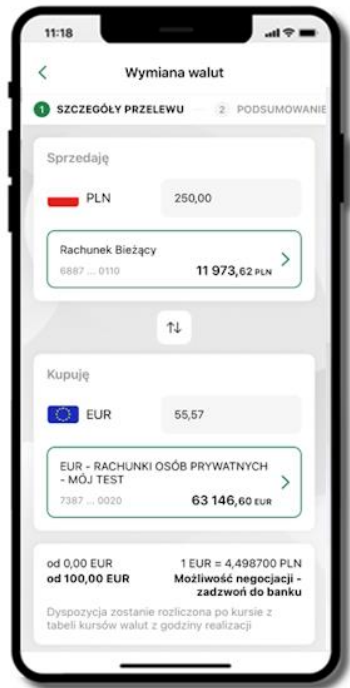 11:18
Wymiana walut
1 SZCZEGÓŁY PRZELEWU 2 PODSUMOWANIE
Sprzedaję
PLN 250,00
Rachunek Bieżący
6887 ... 0110 11 973,62 PLN
Kupuję
EUR 55,57
EUR - RACHUNKI OSÓB PRYWATNYCH
- MÓJ TEST
7387 ... 0020 63 146,60 EUR
od 0,00 EUR 1 EUR = 4,498700 PLN
od 100,00 EUR Możliwość negocjacji -
zadzwoń do banku
Dyspozycja zostanie rozliczona po kursie z
tabeli kursów walut z godziny realizacji